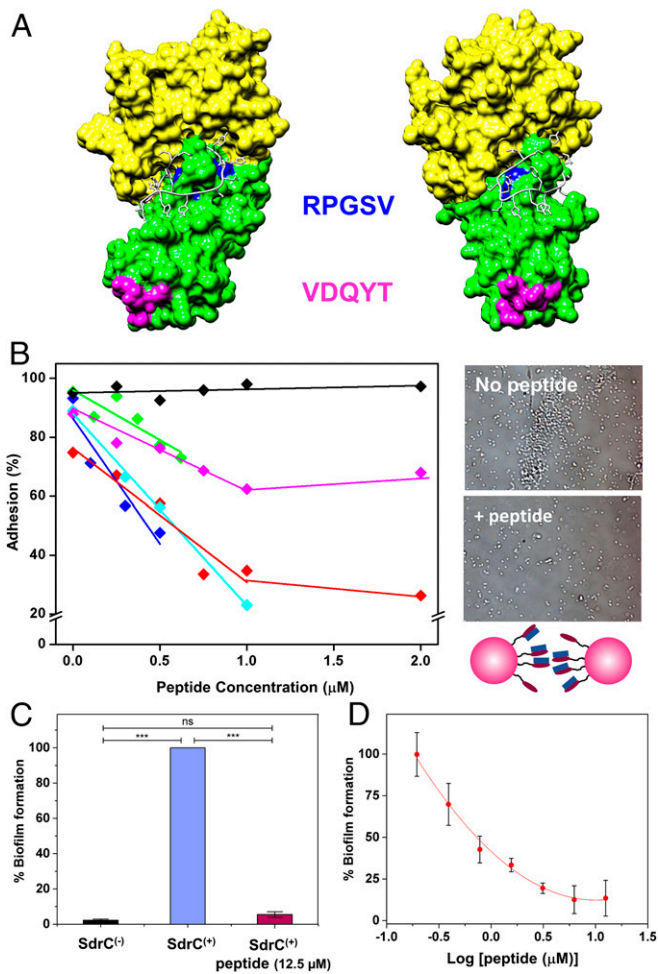 A
RPGSV
VDQYT
B
100
80
60
40
20
0
Adhesion (%)
0.0 0.5 1.0 2.0
Peptide Concentration (μM)
No peptide
+ peptide
C
ns
*** ***
100
80
60
40
20
0
% Biofilm formation
SdrC(-) SdrC(+) SdrC(+)
peptide (12.5 μM)
D
100
75
50
25
0
% Biofilm formation
-1.0 -0.5 0.0 0.5 1.0 1.5
Log [peptide (μM)]